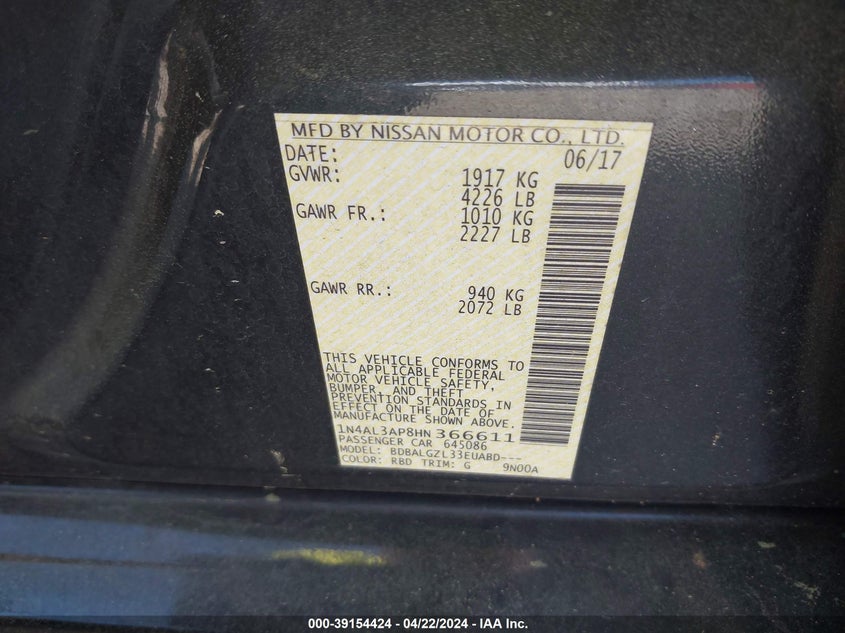 MFD BY NISSAN MOTOR CO., LTD.
DATE: 06/17
GVWR: 1917 KG
4226 LB
GAWR FR.: 1010 KG
2227 LB
GAWR RR.: 940 KG
2072 LB
THIS VEHICLE CONFORMS TO
ALL APPLICABLE FEDERAL
MOTOR VEHICLE SAFETY,
BUMPER, AND THEFT
PREVENTION STANDARDS IN
EFFECT ON THE DATE OF
MANUFACTURE SHOWN ABOVE.
1N4AL3AP8HN 366611
PASSENGER CAR 645086
MODEL: BDBALGZL33EUABD---
COLOR: RBD TRIM: G 9N00A
000-39154424 - 04/22/2024 - IAA Inc.